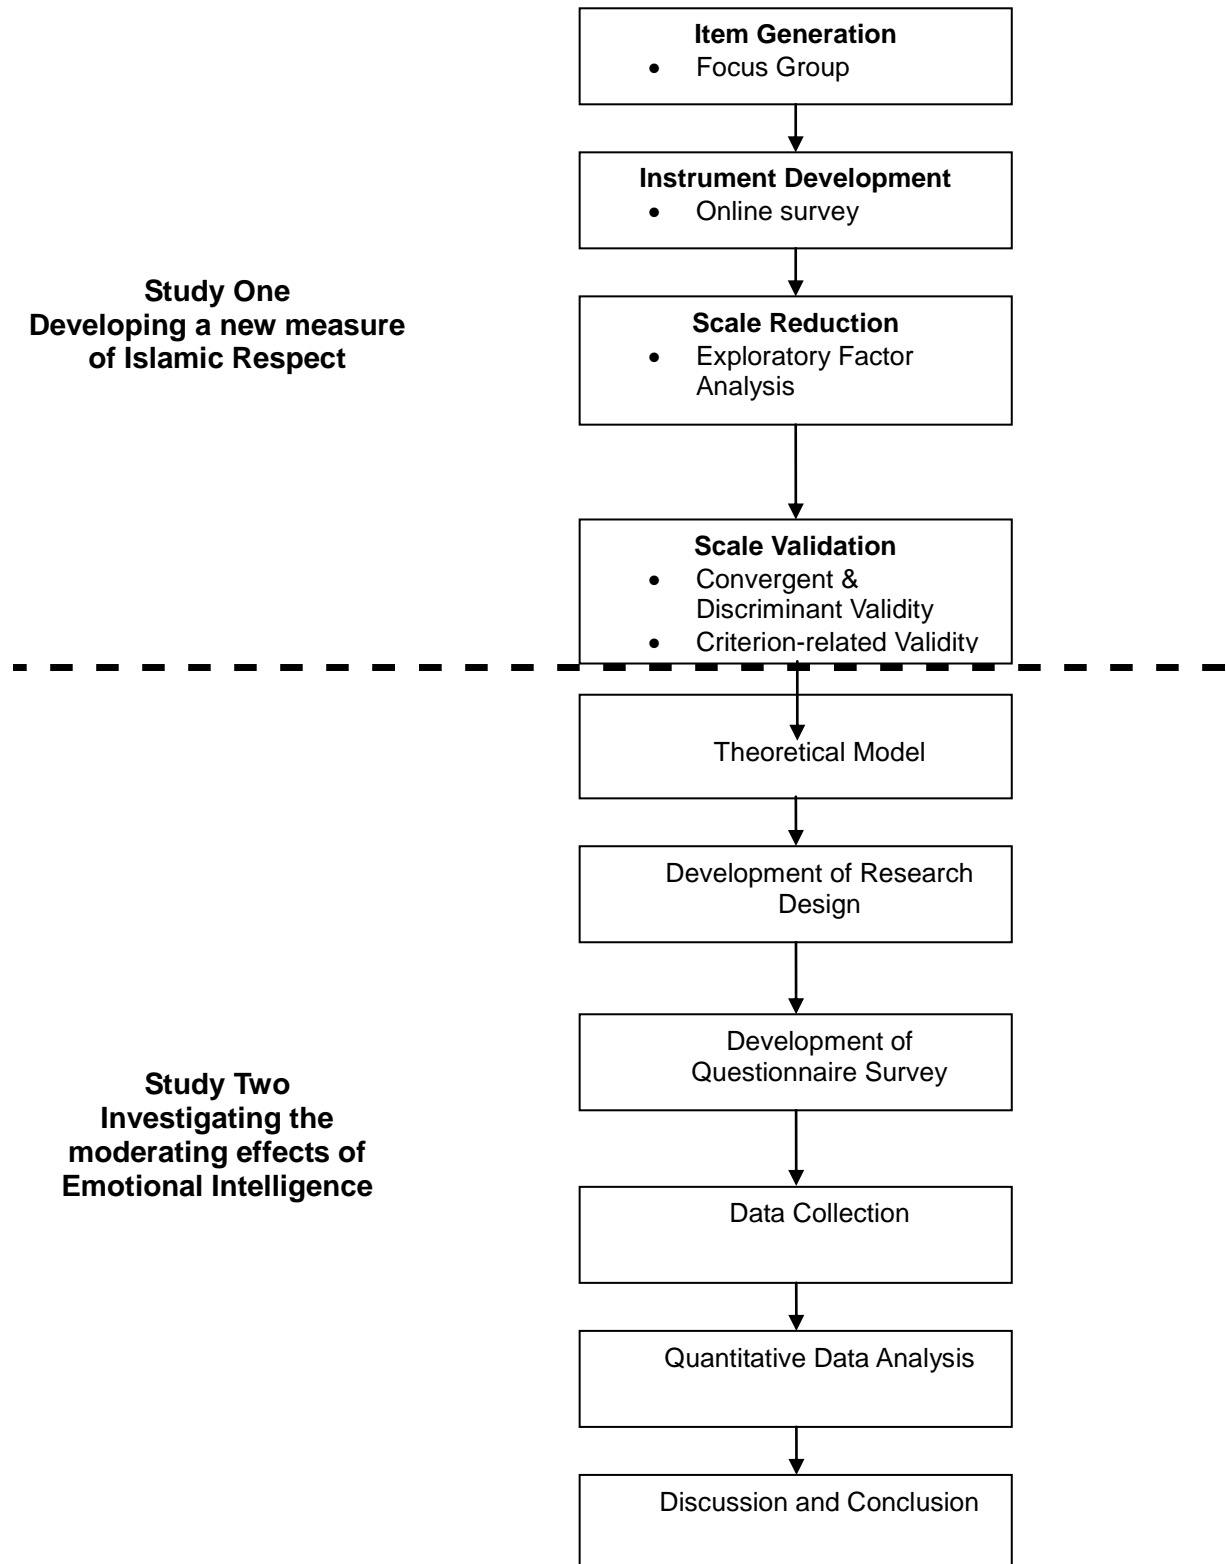 Item Generation
• Focus Group
Instrument Development
• Online survey
Study One
Developing a new measure
of Islamic Respect
Scale Reduction
• Exploratory Factor
Analysis
Scale Validation
• Convergent &
Discriminant Validity
• Criterion-related Validity
Theoretical Model
Development of Research
Design
Development of
Questionnaire Survey
Study Two
Investigating the
moderating effects of
Emotional Intelligence
Data Collection
Quantitative Data Analysis
Discussion and Conclusion